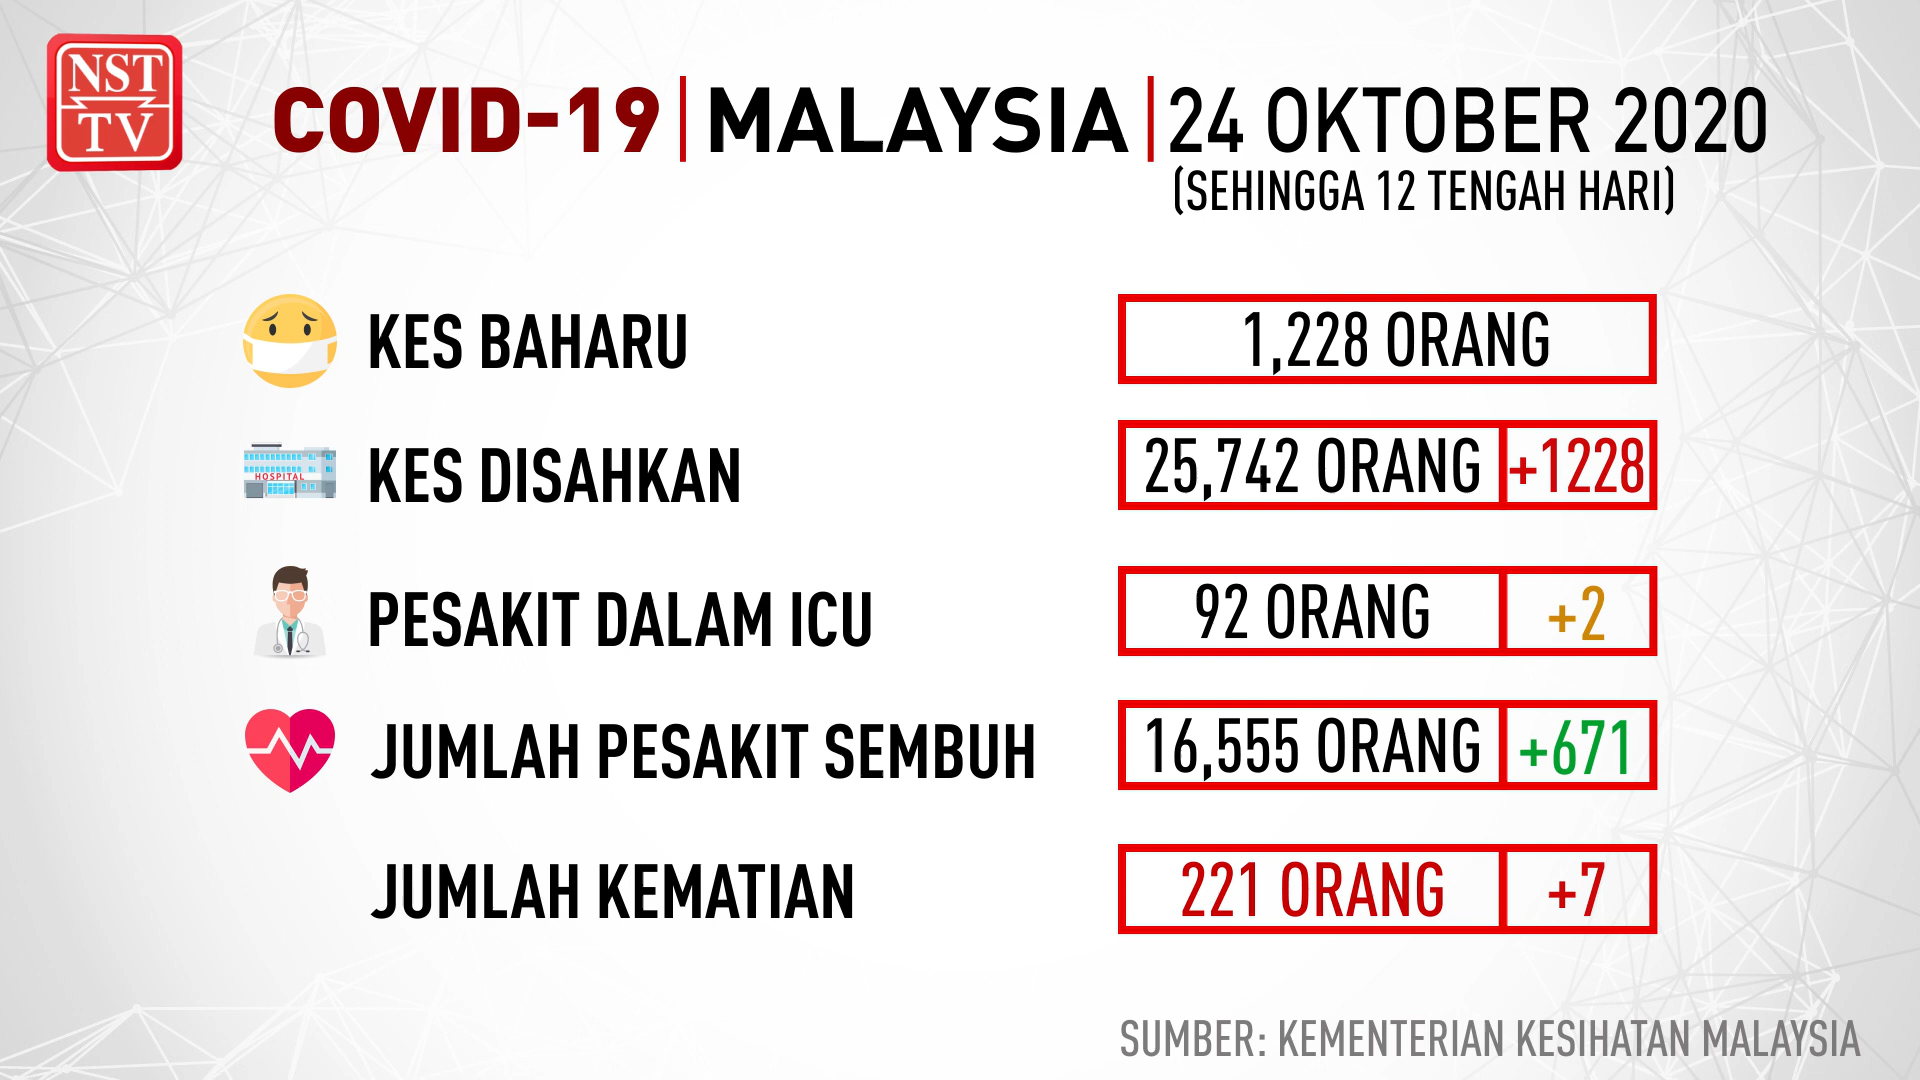 NST
TV
COVID-19 | MALAYSIA | 24 OKTOBER 2020
(SEHINGGA 12 TENGAH HARI)
KES BAHARU 1,228 ORANG
HOSPITAL
KES DISAHKAN 25,742 ORANG +1228
PESAKIT DALAM ICU 92 ORANG +2
JUMLAH PESAKIT SEMBUH 16,555 ORANG +671
JUMLAH KEMATIAN 221 ORANG +7
SUMBER: KEMENTERIAN KESIHATAN MALAYSIA